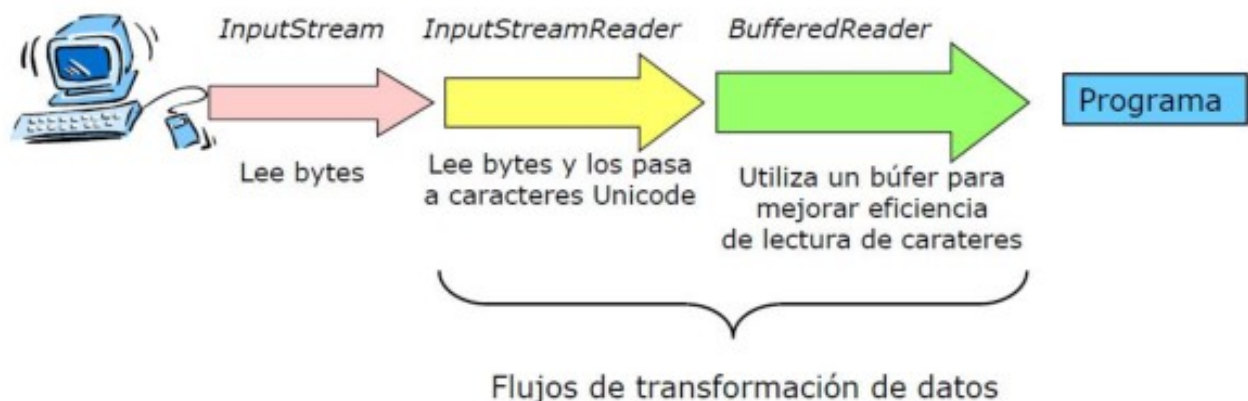 InputStream
InputStreamReader
BufferedReader
Programa
Lee bytes
Lee bytes y los pasa
a caracteres Unicode
Utiliza un búfer para
mejorar eficiencia
de lectura de carateres
Flujos de transformación de datos